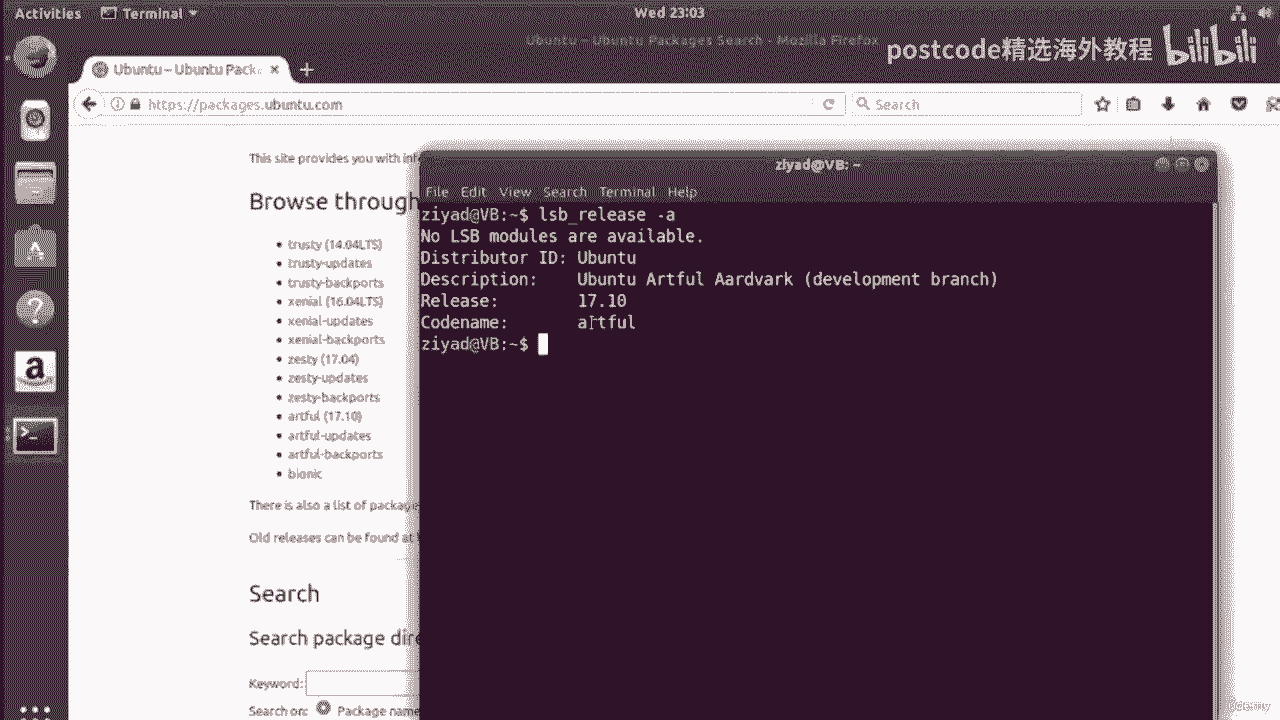 Activities Terminal Wed 23:03
Ubuntu – Ubuntu Packages Search - Mozilla Firefox
postcode精选海外教程 bilibili
Ubuntu – Ubuntu Pack
https://packages.ubuntu.com Search
This site provides you with
Browse through
trusty (14.04LTS)
trusty-updates
trusty-backports
xenial (16.04LTS)
xenial-updates
xenial-backports
zesty (17.04)
zesty-updates
zesty-backports
artful (17.10)
artful-updates
artful-backports
bionic
There is also a list of
Old releases can be found at
Search
Search package
Keyword:
Search on: Package
ziyad@VB: ~
File Edit View Search Terminal Help
ziyad@VB:~$ lsb_release -a
No LSB modules are available.
Distributor ID: Ubuntu
Description: Ubuntu Artful Aardvark (development branch)
Release: 17.10
Codename: artful
ziyad@VB:~$
Udemy